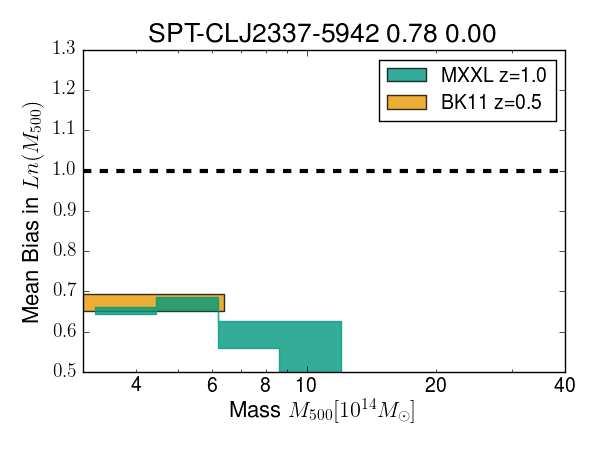 SPT-CLJ2337-5942 0.78 0.00
MXXL z=1.0
BK11 z=0.5
1.3
1.2
1.1
1.0
0.9
0.8
0.7
0.6
0.5
Mean Bias in Ln(M₅₀₀)
4 6 8 10 20 40
Mass M₅₀₀[10¹⁴M☉]